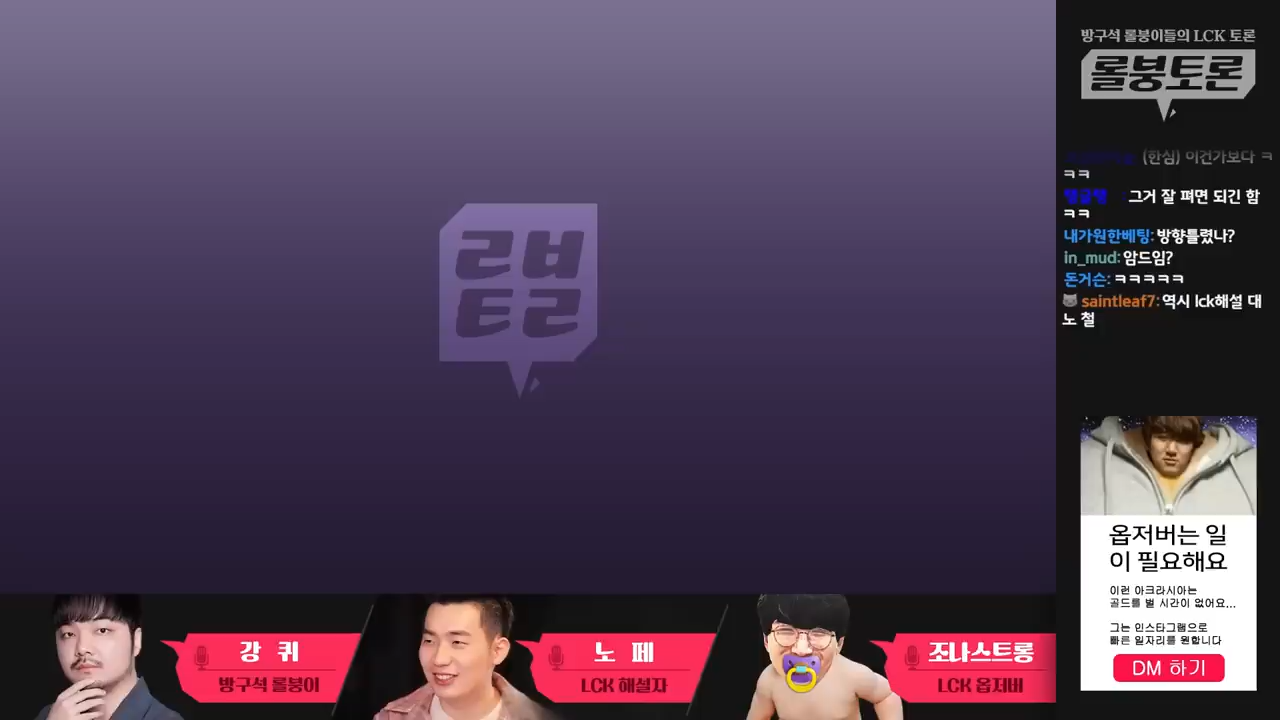 방구석 롤붕이들의 LCK 토론
롤붕토론
(한심) 이건가보다 ㅋ
ㅋㅋ
그거 잘 펴면 되긴 함
ㅋㅋ
내가원한베팅: 방향틀렸나?
in_mud: 암드임?
돈거슨: ㅋㅋㅋㅋㅋ
saintleaf7: 역시 lck해설 대
노 철
ㄹㅂ
ㅌㄹ
옵저버는 일
이 필요해요
이런 아크라시아는
골드를 벌 시간이 없어요...
그는 인스타그램으로
빠른 일자리를 원합니다
DM 하기
강 퀴
방구석 롤붕이
노 페
LCK 해설자
조나스트롱
LCK 옵저버